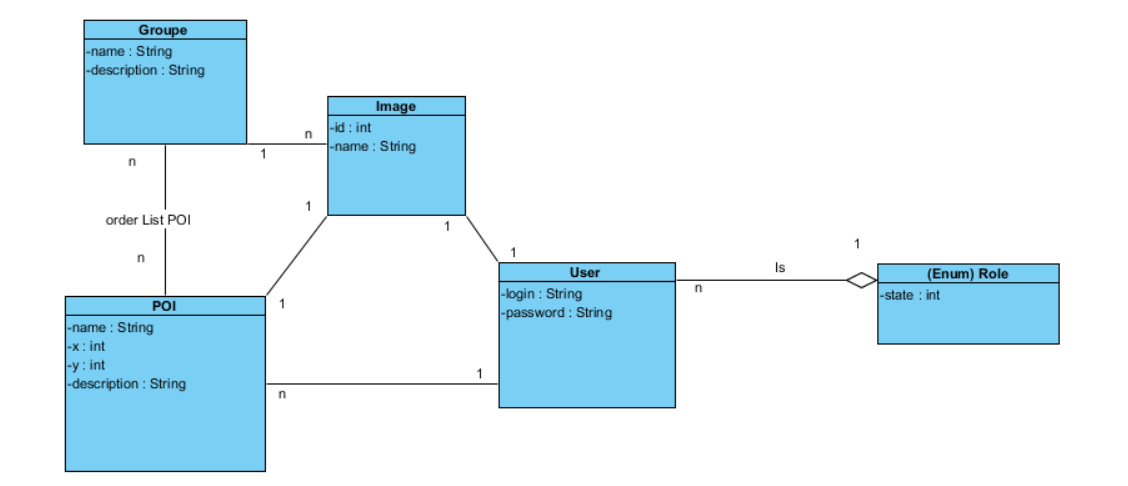 Groupe
-name : String
-description : String
Image
-id : int
-name : String
n
1
n
order List POI
n
1
1
1
1
User
-login : String
-password : String
Is
n
1
(Enum) Role
-state : int
POI
-name : String
-x : int
-y : int
-description : String
n
1